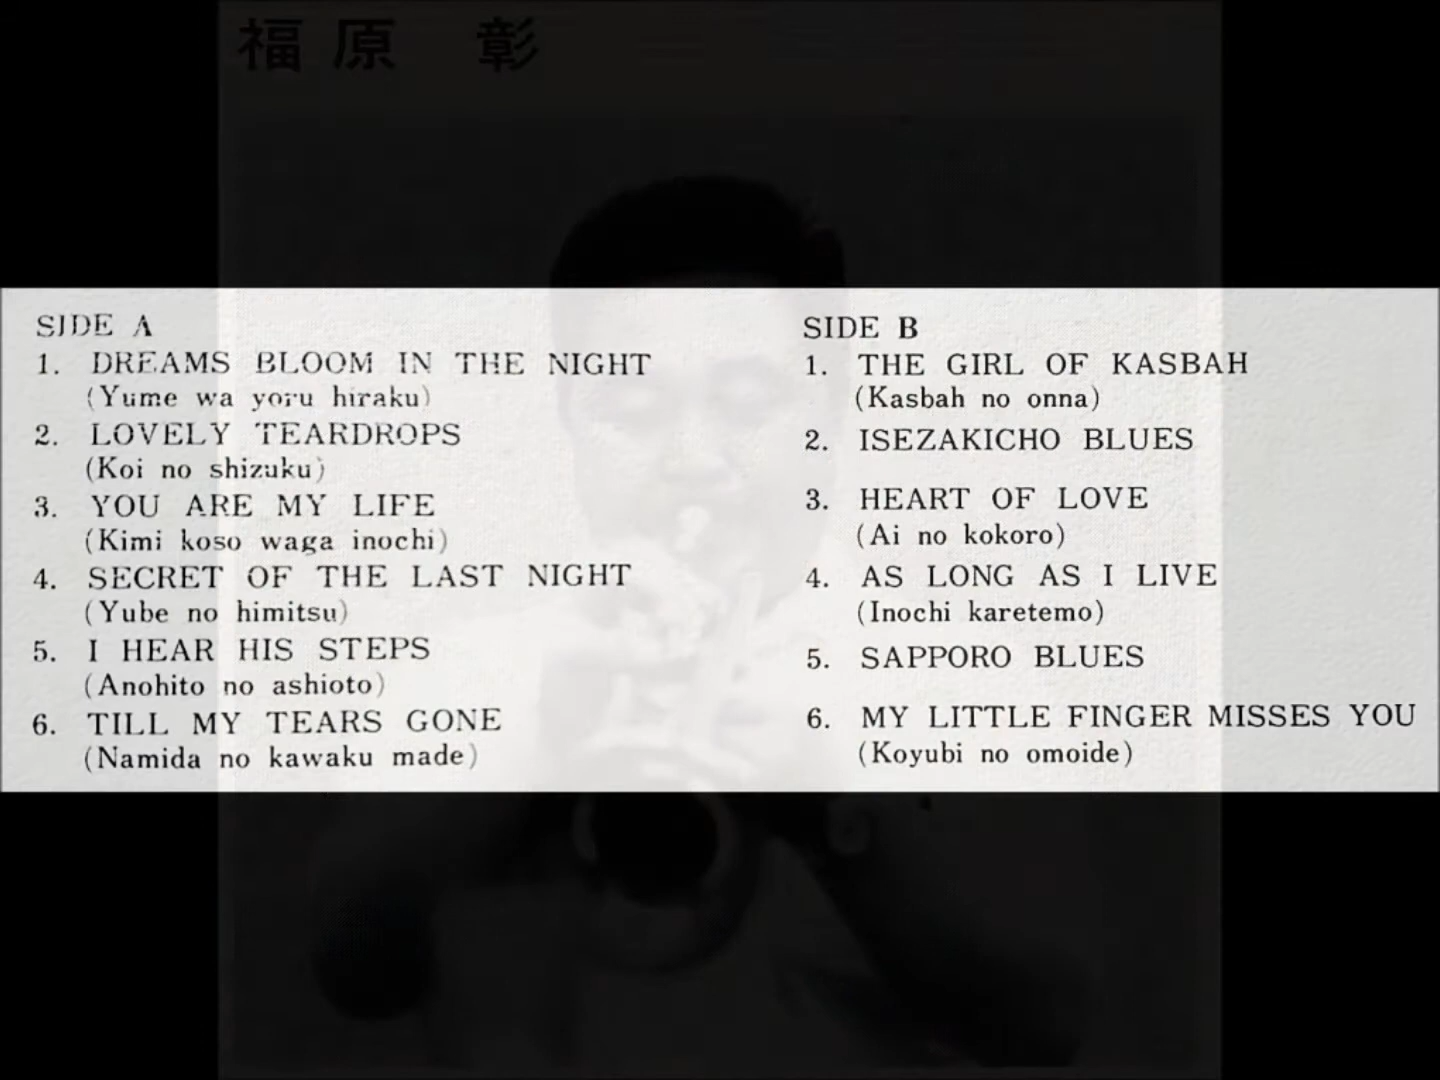 福原 彰
SIDE A
1. DREAMS BLOOM IN THE NIGHT
(Yume wa yoru hiraku)
2. LOVELY TEARDROPS
(Koi no shizuku)
3. YOU ARE MY LIFE
(Kimi koso waga inochi)
4. SECRET OF THE LAST NIGHT
(Yube no himitsu)
5. I HEAR HIS STEPS
(Anohito no ashioto)
6. TILL MY TEARS GONE
(Namida no kawaku made)
SIDE B
1. THE GIRL OF KASBAH
(Kasbah no onna)
2. ISEZAKICHO BLUES
3. HEART OF LOVE
(Ai no kokoro)
4. AS LONG AS I LIVE
(Inochi karetemo)
5. SAPPORO BLUES
6. MY LITTLE FINGER MISSES YOU
(Koyubi no omoide)